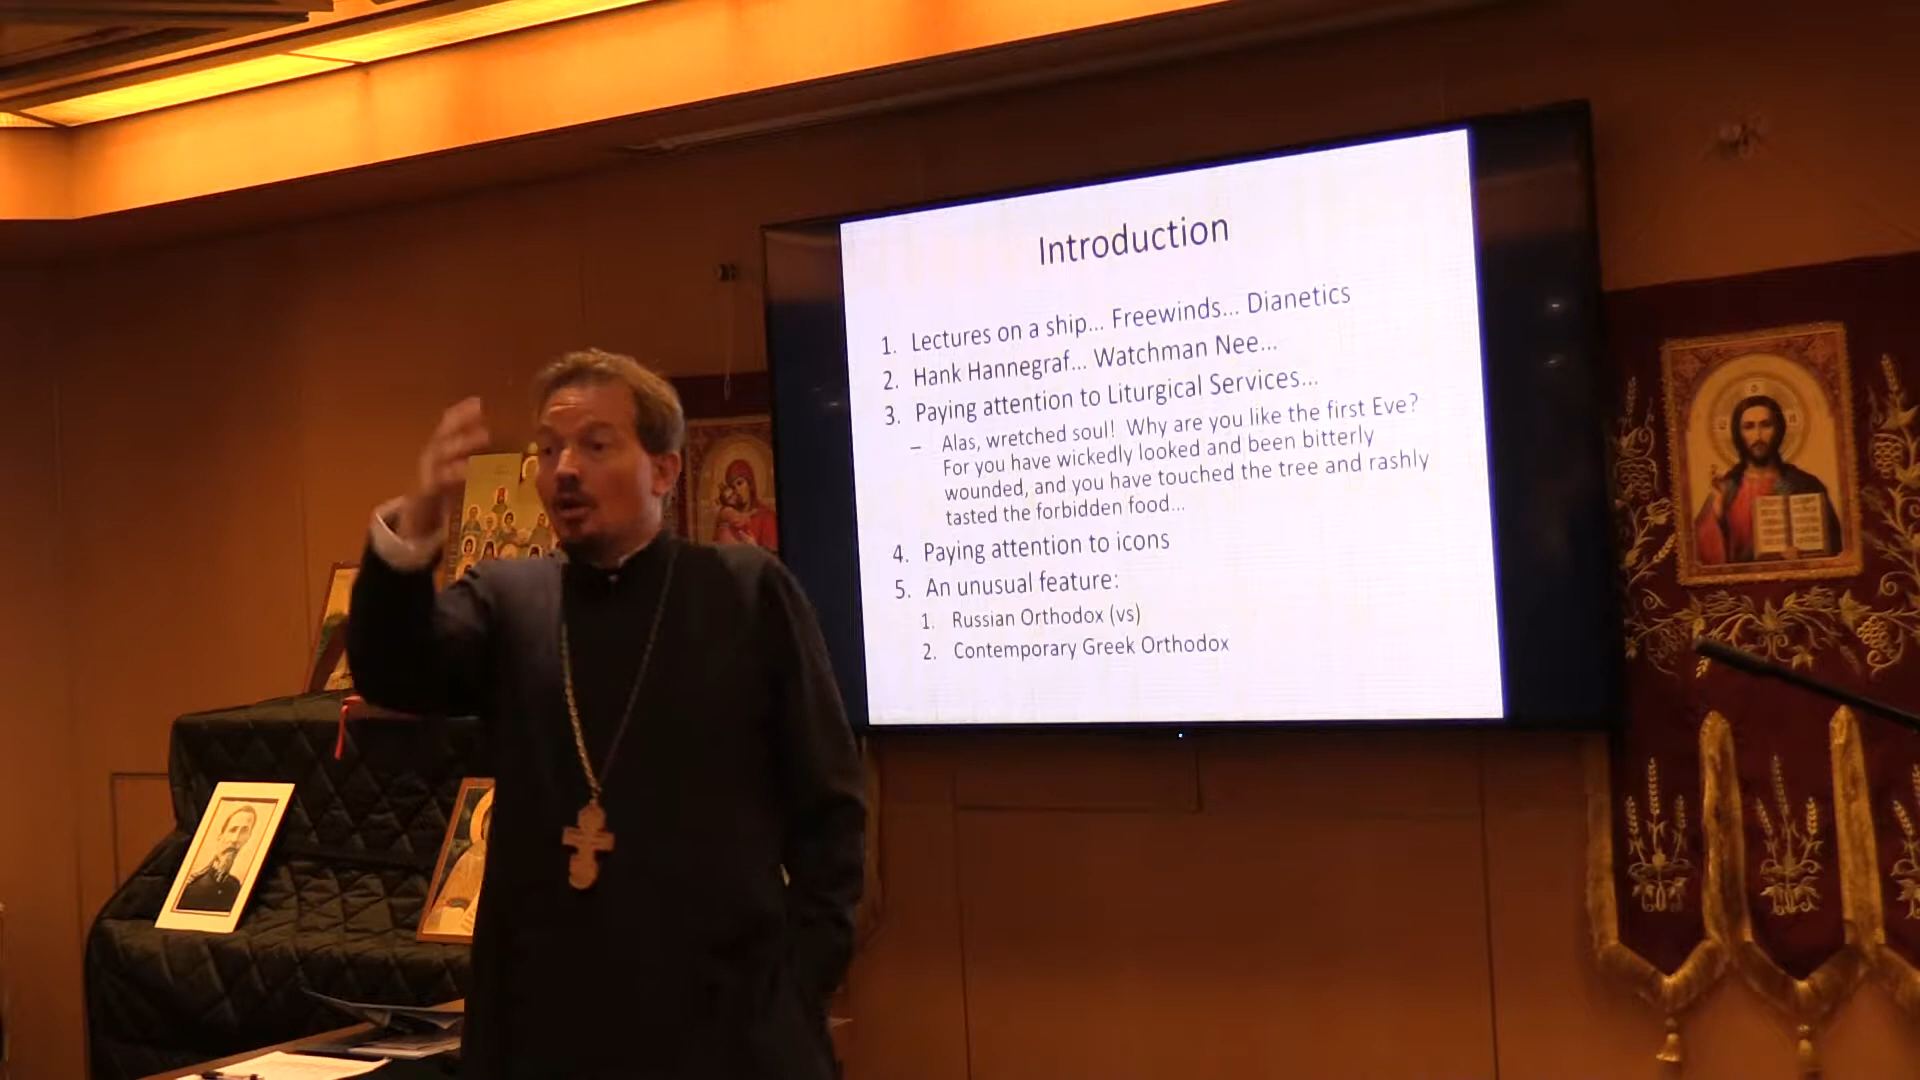 Introduction
1. Lectures on a ship... Freewinds... Dianetics
2. Hank Hannegraf... Watchman Nee...
3. Paying attention to Liturgical Services...
– Alas, wretched soul! Why are you like the first Eve?
For you have wickedly looked and been bitterly
wounded, and you have touched the tree and rashly
tasted the forbidden food...
4. Paying attention to icons
5. An unusual feature:
1. Russian Orthodox (vs)
2. Contemporary Greek Orthodox